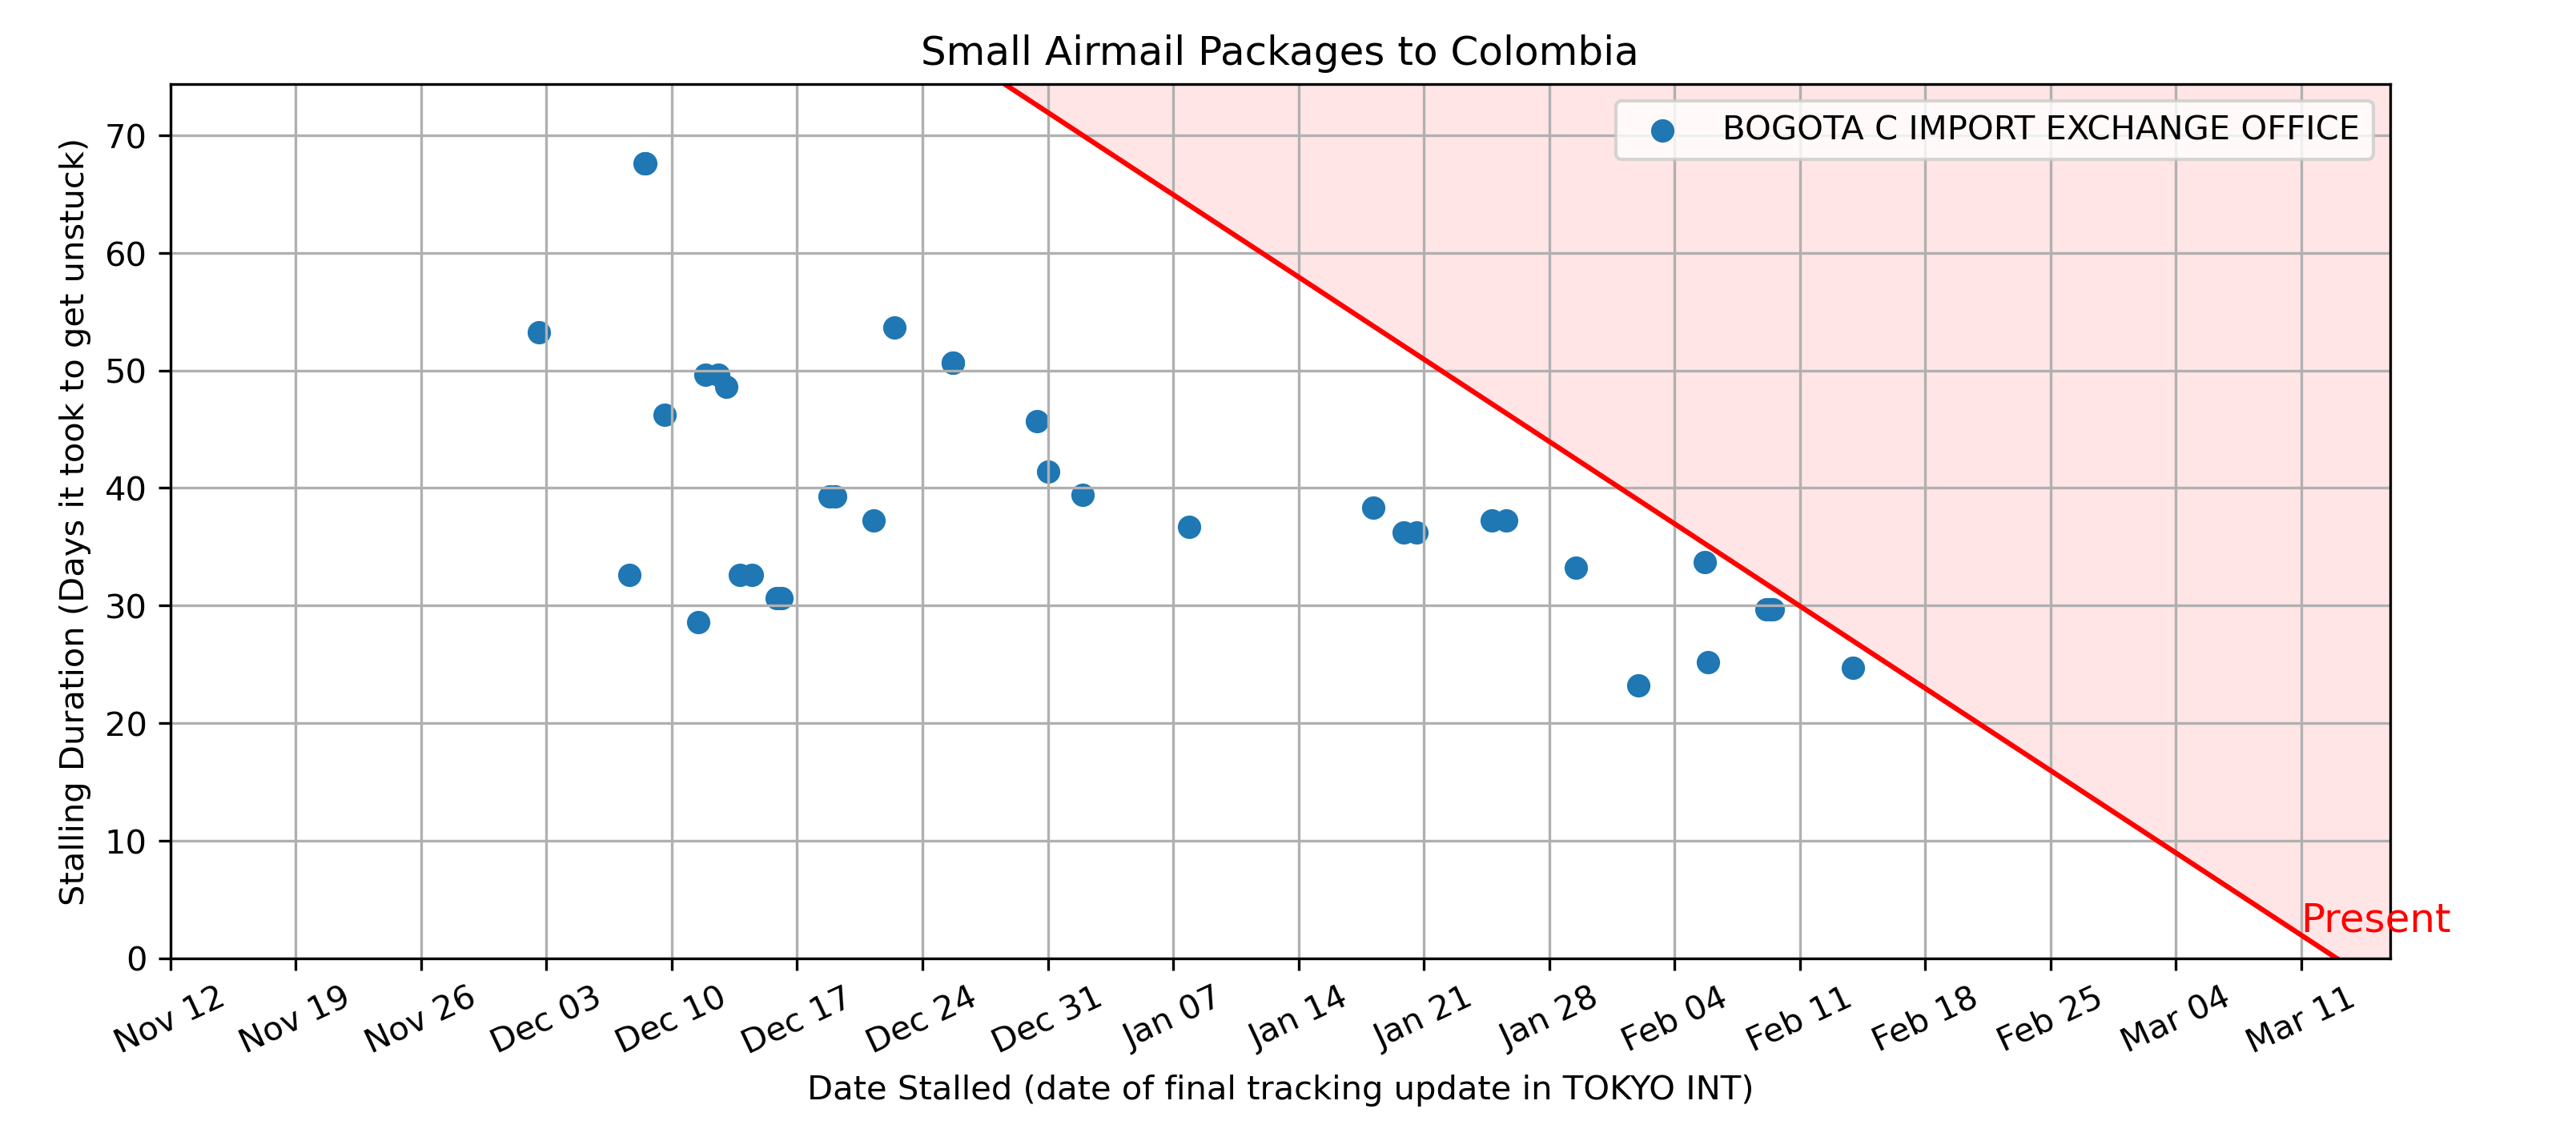 Small Airmail Packages to Colombia
BOGOTA C IMPORT EXCHANGE OFFICE
Stalling Duration (Days it took to get unstuck)
70
60
50
40
30
20
10
0
Present
Nov 12
Nov 19
Nov 26
Dec 03
Dec 10
Dec 17
Dec 24
Dec 31
Jan 07
Jan 14
Jan 21
Jan 28
Feb 04
Feb 11
Feb 18
Feb 25
Mar 04
Mar 11
Date Stalled (date of final tracking update in TOKYO INT)